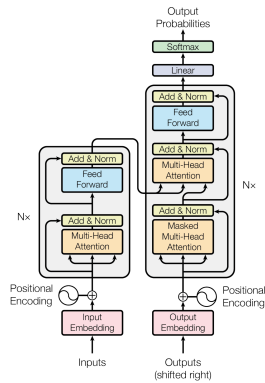 Output
Probabilities
Softmax
Linear
Add & Norm
Feed
Forward
Add & Norm
Multi-Head
Attention
Add & Norm
Masked
Multi-Head
Attention
N×
Positional
Encoding
Output
Embedding
Outputs
(shifted right)
Add & Norm
Feed
Forward
N×
Add & Norm
Multi-Head
Attention
Positional
Encoding
Input
Embedding
Inputs